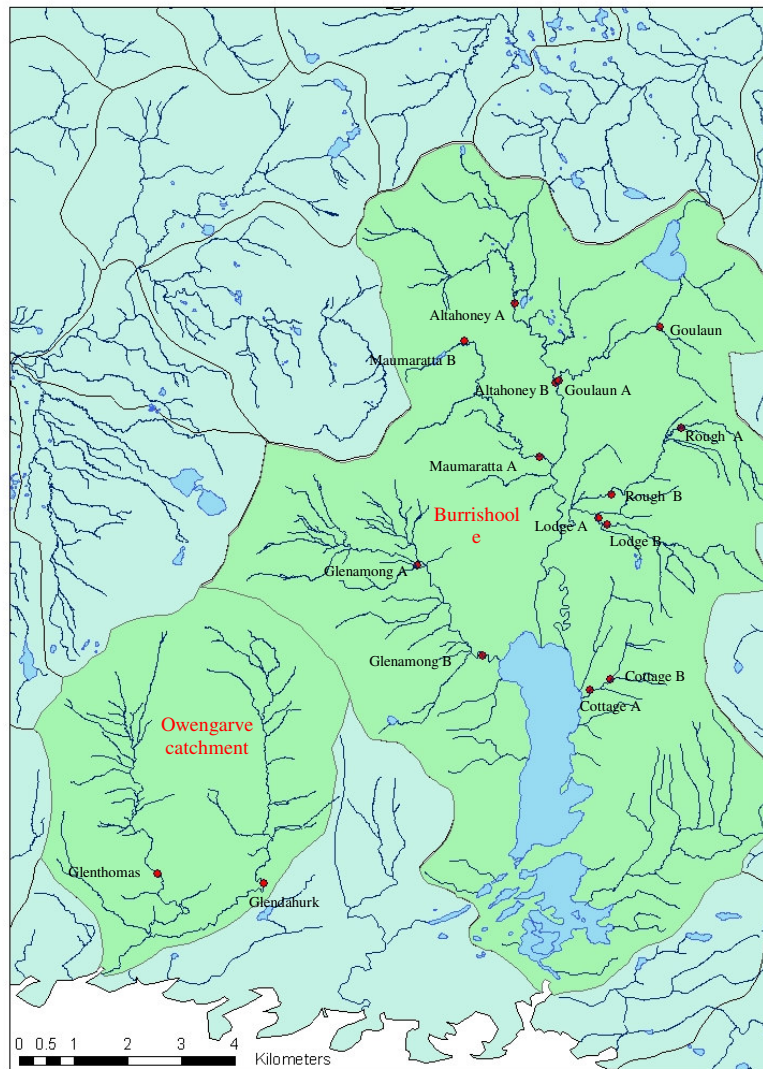 Altahoney A
Goulaun
Maumaratta B
Altahoney B
Goulaun A
Rough A
Maumaratta A
Rough B
Burrishool
e
Lodge A
Lodge B
Glenamong A
Glenamong B
Cottage B
Cottage A
Owengarve
catchment
Glenthomas
Glendahurk
0 0.5 1 2 3 4
Kilometers